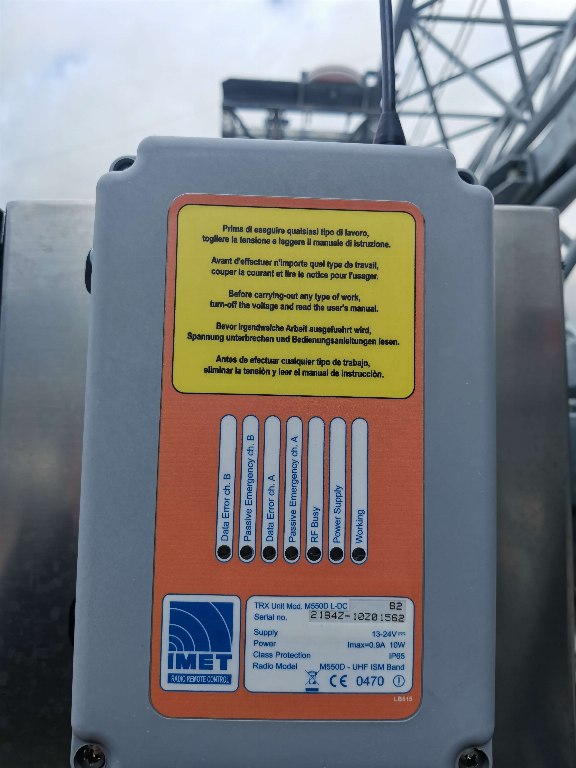 Prima di eseguire qualsiasi tipo di lavoro,
togliere la tensione e leggere il manuale di istruzione.
Avant d'effectuer n'importe quel type de travail,
couper la courant et lire le notice pour l'usager.
Before carrying-out any type of work,
turn-off the voltage and read the user's manual.
Bevor irgendwelche Arbeit ausgefuehrt wird,
Spannung unterbrechen und Bedienungsanleitungen lesen.
Antes de efectuar cualquier tipo de trabajo,
eliminar la tensión y leer el manual de instrucción.
Data Error ch. B
Passive Emergency ch. B
Data Error ch. A
Passive Emergency ch. A
RF Busy
Power Supply
Working
IMET
RADIO REMOTE CONTROL
TRX Unit Mod. M550D L-DC S2
Serial no. 21942-10Z01562
Supply 13-24V
Power Imax=0.9A 10W
Class Protection IP65
Radio Model M550D - UHF ISM Band
CE 0470
LB515